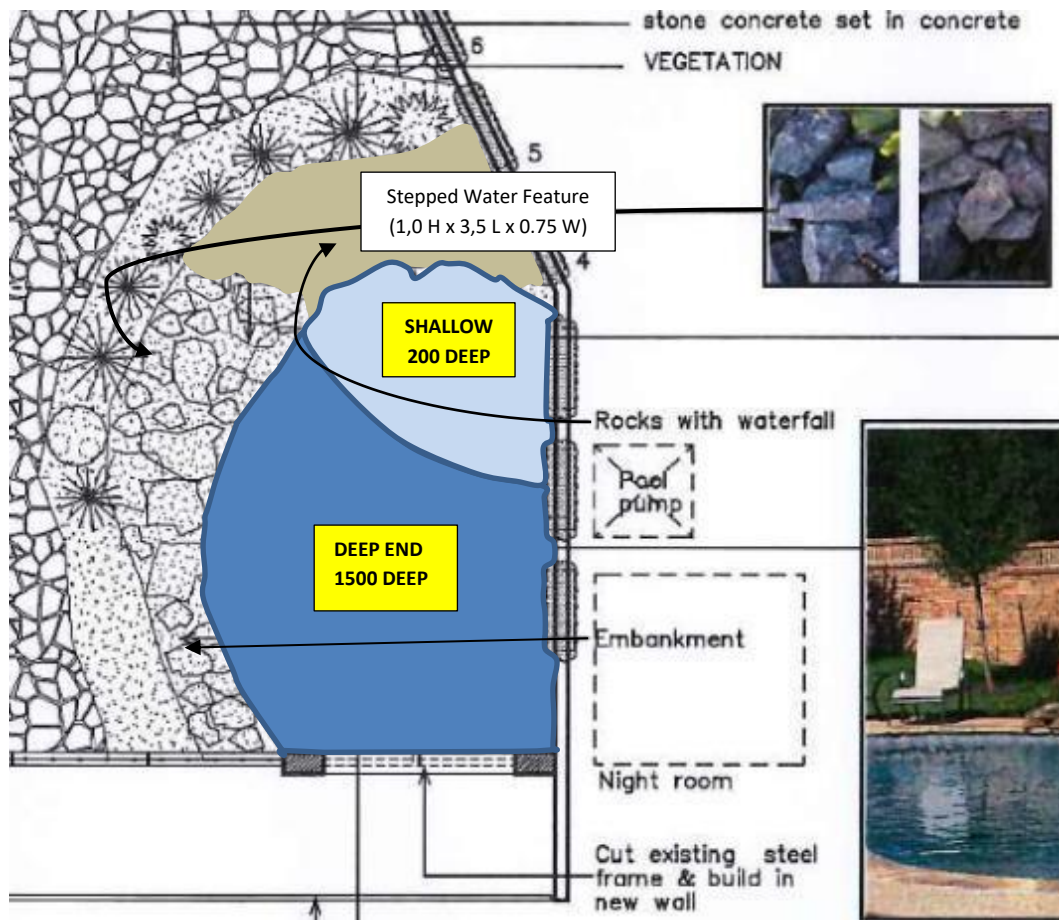 stone concrete set in concrete
6
VEGETATION
5
Stepped Water Feature
(1,0 H x 3,5 L x 0.75 W)
4
SHALLOW
200 DEEP
Rocks with waterfall
Pool
pump
DEEP END
1500 DEEP
Embankment
Night room
Cut existing steel
frame & build in
new wall